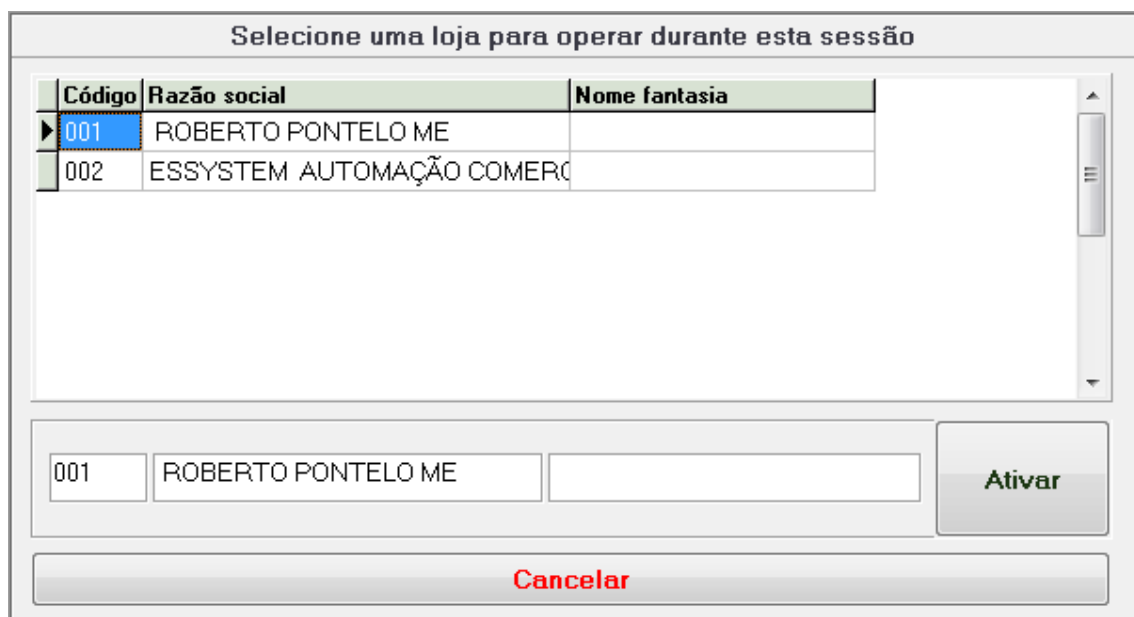 Selecione uma loja para operar durante esta sessão
Código Razão social Nome fantasia
001 ROBERTO PONTELO ME
002 ESSYSTEM AUTOMAÇÃO COMERC
001 ROBERTO PONTELO ME
Ativar
Cancelar